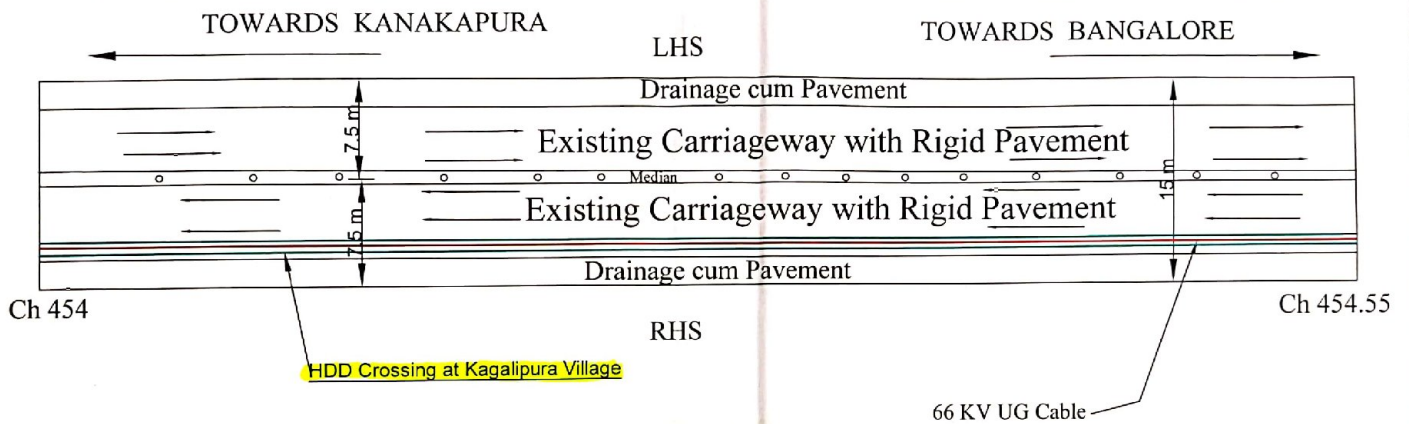 TOWARDS KANAKAPURA
TOWARDS BANGALORE
LHS
Drainage cum Pavement
7.5 m
Existing Carriageway with Rigid Pavement
Median
15 m
Existing Carriageway with Rigid Pavement
7.5 m
Drainage cum Pavement
Ch 454
Ch 454.55
RHS
HDD Crossing at Kagalipura Village
66 KV UG Cable